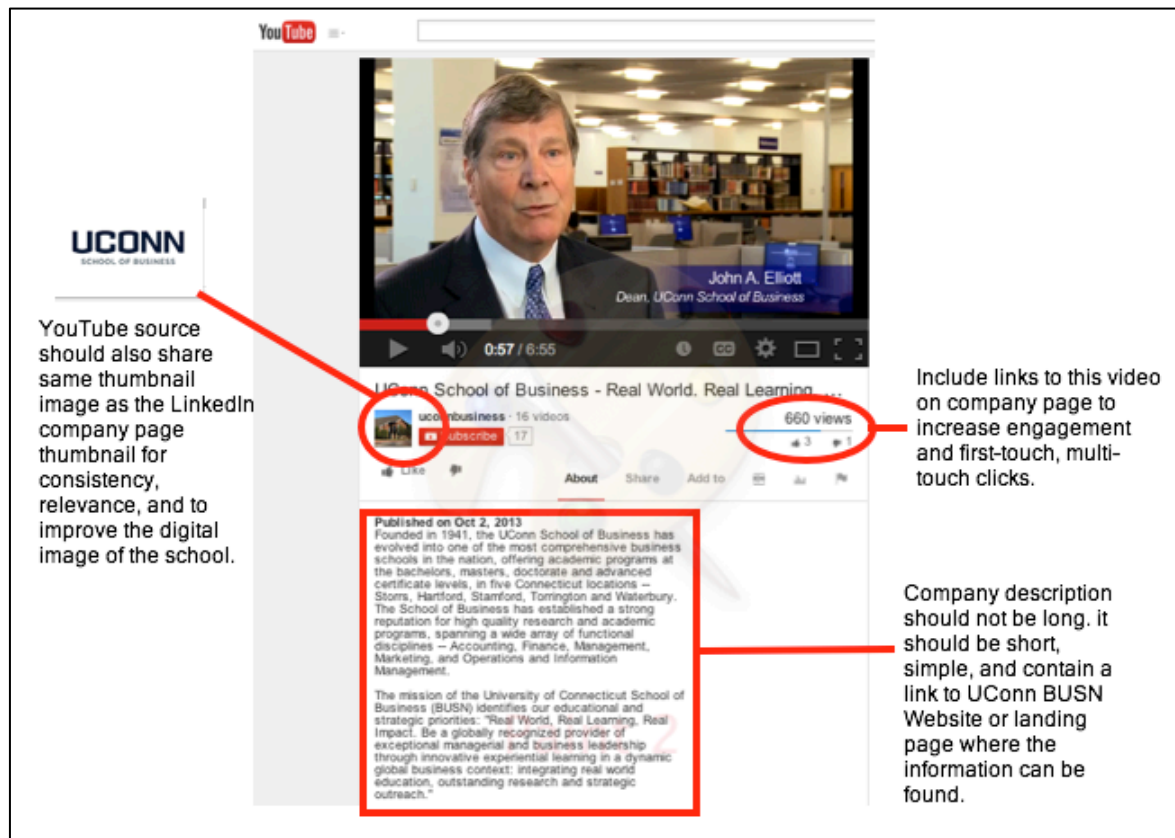 YouTube
John A. Elliott
Dean, UConn School of Business
UCONN
SCHOOL OF BUSINESS
0:57 / 6:55
CC
YouTube source
should also share
same thumbnail
image as the LinkedIn
company page
thumbnail for
consistency,
relevance, and to
improve the digital
image of the school.
UConn School of Business - Real World. Real Learning. ...
uconnbusiness · 16 videos
Subscribe 17
660 views
3 1
Like
About Share Add to
Include links to this video
on company page to
increase engagement
and first-touch, multi-
touch clicks.
Published on Oct 2, 2013
Founded in 1941, the UConn School of Business has
evolved into one of the most comprehensive business
schools in the nation, offering academic programs at
the bachelors, masters, doctorate and advanced
certificate levels, in five Connecticut locations --
Storrs, Hartford, Stamford, Torrington and Waterbury.
The School of Business has established a strong
reputation for high quality research and academic
programs, spanning a wide array of functional
disciplines -- Accounting, Finance, Management,
Marketing, and Operations and Information
Management.
The mission of the University of Connecticut School of
Business (BUSN) identifies our educational and
strategic priorities: "Real World, Real Learning, Real
Impact. Be a globally recognized provider of
exceptional managerial and business leadership
through innovative experiential learning in a dynamic
global business context: integrating real world
education, outstanding research and strategic
outreach."
Company description
should not be long. it
should be short,
simple, and contain a
link to UConn BUSN
Website or landing
page where the
information can be
found.